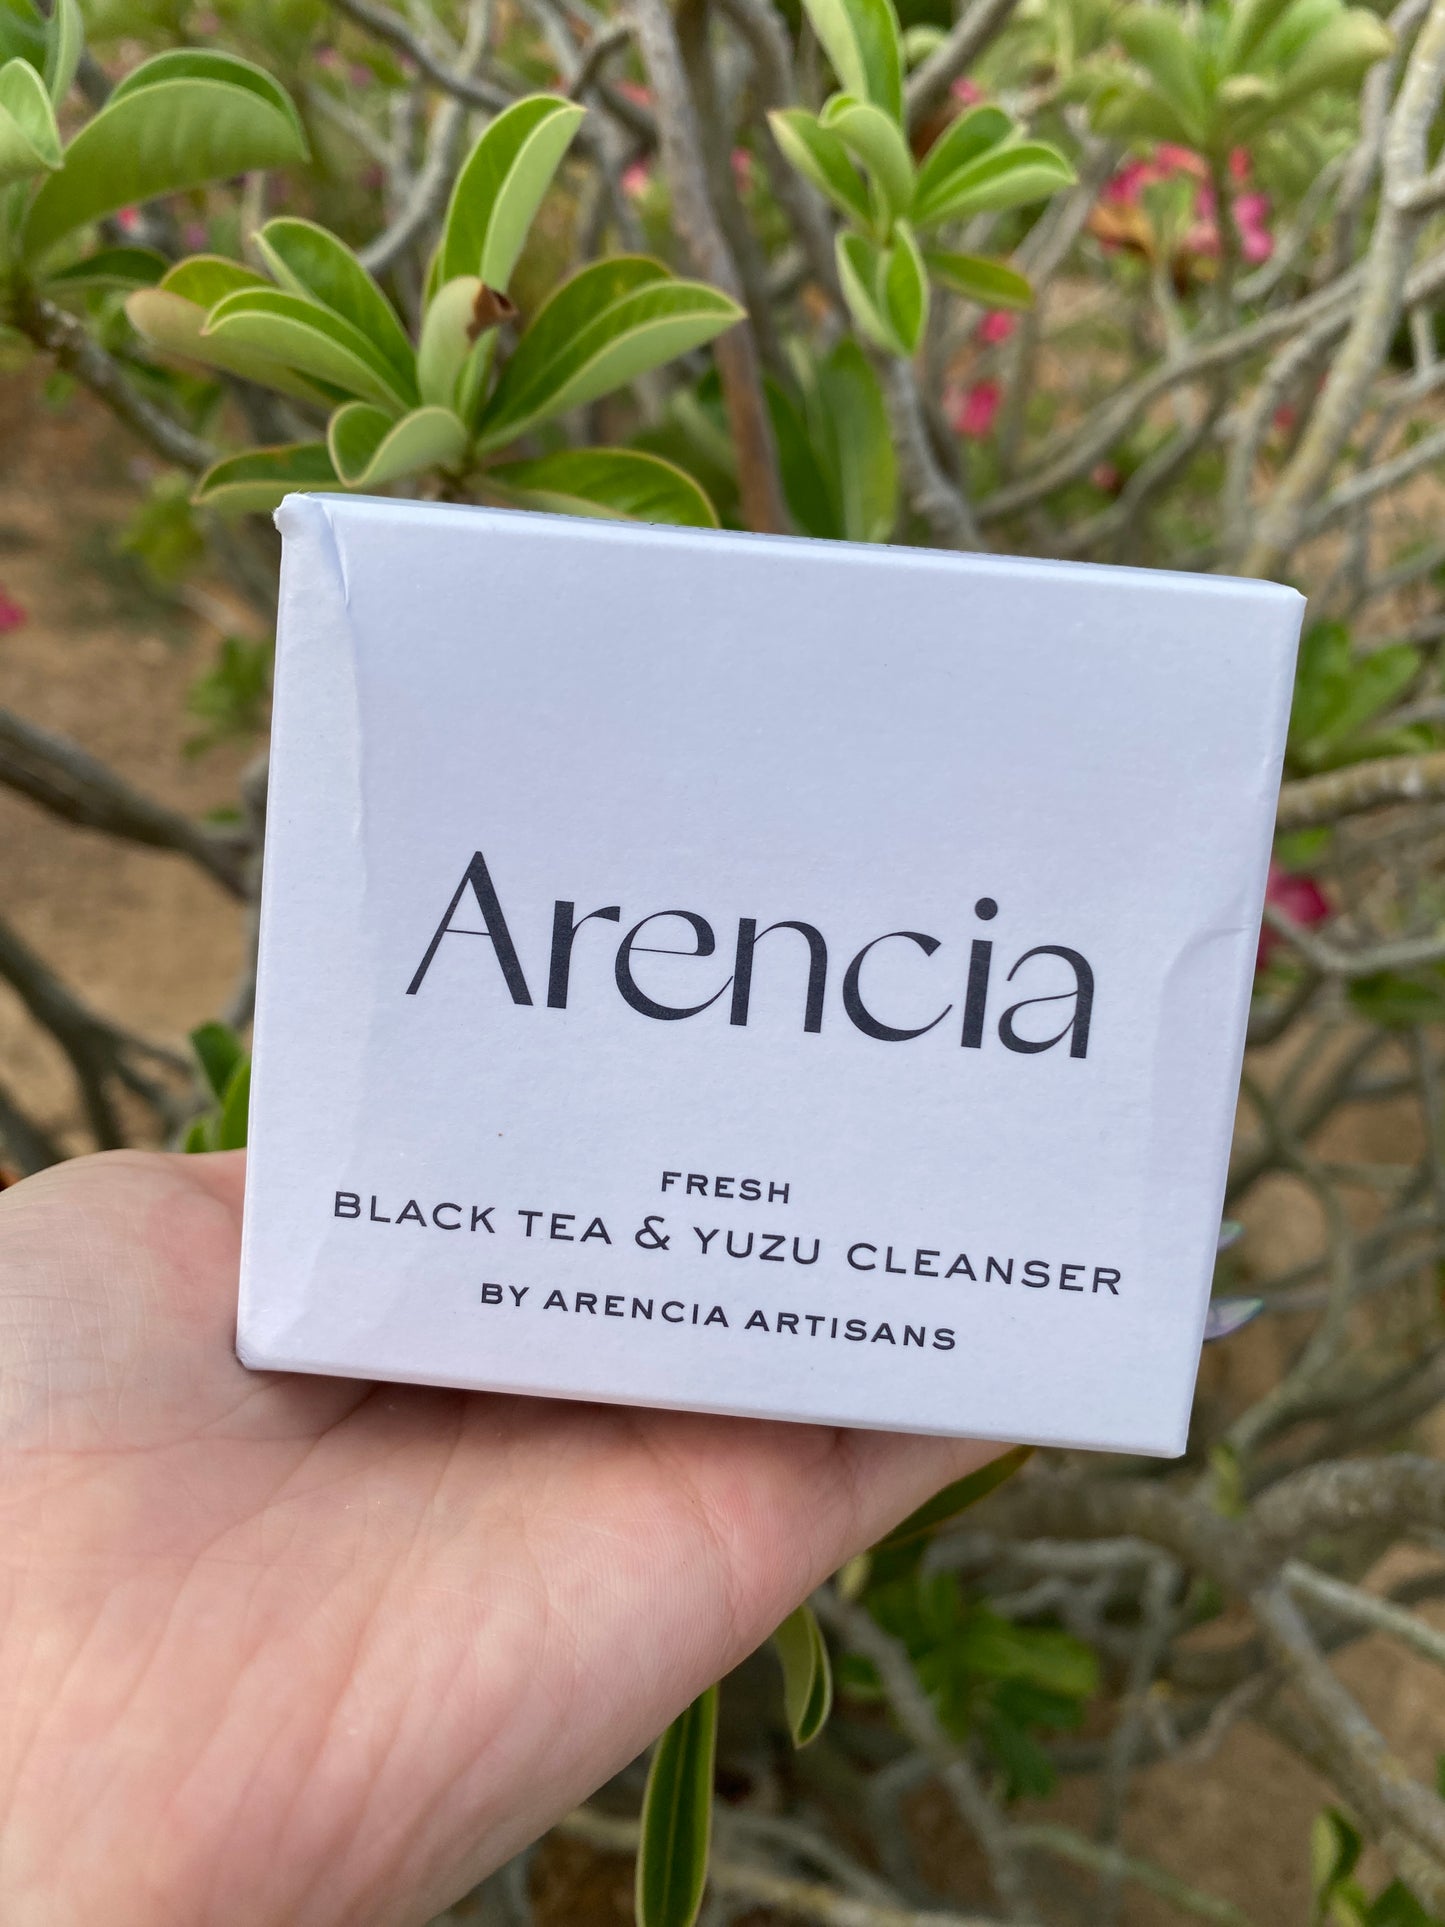 Arencia
FRESH
BLACK TEA & YUZU CLEANSER
BY ARENCIA ARTISANS